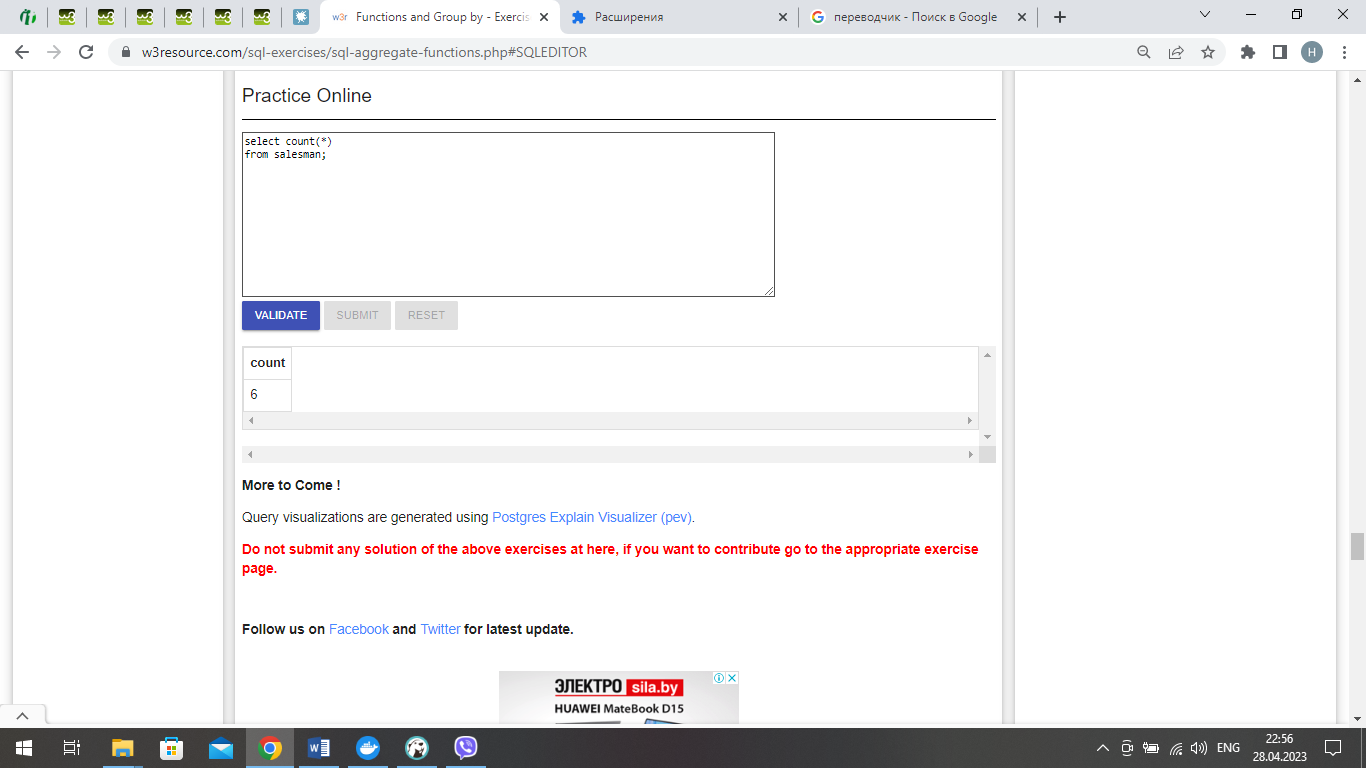 w3r Functions and Group by - Exercis
Расширения
переводчик - Поиск в Google
w3resource.com/sql-exercises/sql-aggregate-functions.php#SQLEDITOR
H
Practice Online
select count(*)
from salesman;
VALIDATE SUBMIT RESET
count
6
More to Come !
Query visualizations are generated using Postgres Explain Visualizer (pev).
Do not submit any solution of the above exercises at here, if you want to contribute go to the appropriate exercise
page.
Follow us on Facebook and Twitter for latest update.
ЭЛЕКТРО sila.by
HUAWEI MateBook D15
ENG
22:56
28.04.2023